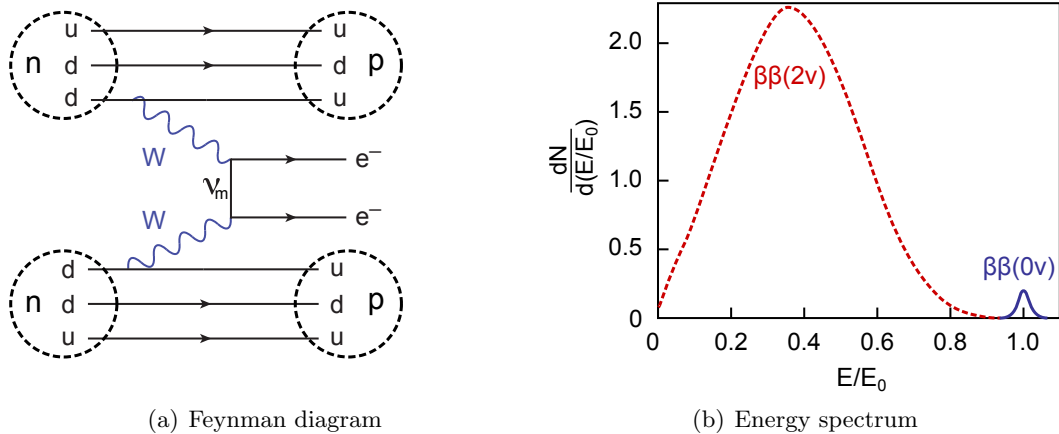 u u
n d d p
d u
W e⁻
νₘ
W e⁻
d u
n d d p
u u
(a) Feynman diagram
dN
d(E/E₀)
2.0
1.5
1.0
0.5
0
ββ(2ν)
ββ(0ν)
0 0.2 0.4 0.6 0.8 1.0
E/E₀
(b) Energy spectrum